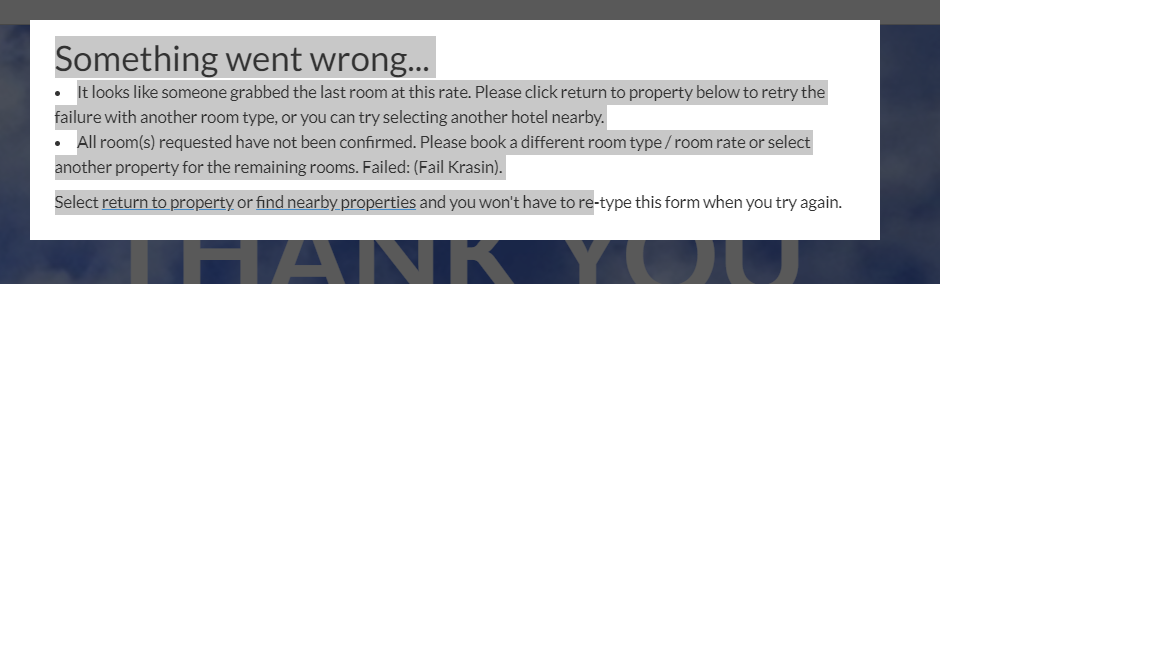 Something went wrong...
• It looks like someone grabbed the last room at this rate. Please click return to property below to retry the
failure with another room type, or you can try selecting another hotel nearby.
• All room(s) requested have not been confirmed. Please book a different room type / room rate or select
another property for the remaining rooms. Failed: (Fail Krasin).
Select return to property or find nearby properties and you won't have to re-type this form when you try again.
THANK YOU